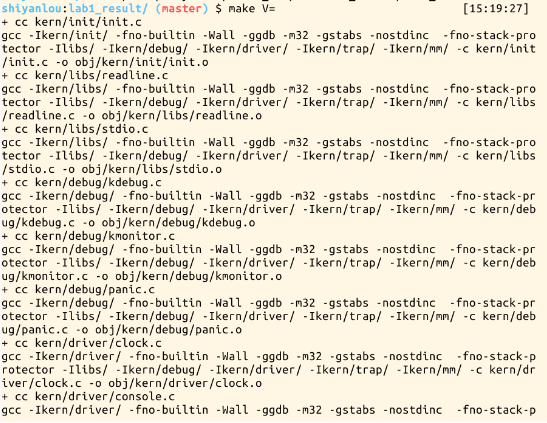 shiyanlou:lab1_result/ (master) $ make V= [15:19:27]
+ cc kern/init/init.c
gcc -Ikern/init/ -fno-builtin -Wall -ggdb -m32 -gstabs -nostdinc  -fno-stack-pro
tector -Ilibs/ -Ikern/debug/ -Ikern/driver/ -Ikern/trap/ -Ikern/mm/ -c kern/init
/init.c -o obj/kern/init/init.o
+ cc kern/libs/readline.c
gcc -Ikern/libs/ -fno-builtin -Wall -ggdb -m32 -gstabs -nostdinc  -fno-stack-pro
tector -Ilibs/ -Ikern/debug/ -Ikern/driver/ -Ikern/trap/ -Ikern/mm/ -c kern/libs
/readline.c -o obj/kern/libs/readline.o
+ cc kern/libs/stdio.c
gcc -Ikern/libs/ -fno-builtin -Wall -ggdb -m32 -gstabs -nostdinc  -fno-stack-pro
tector -Ilibs/ -Ikern/debug/ -Ikern/driver/ -Ikern/trap/ -Ikern/mm/ -c kern/libs
/stdio.c -o obj/kern/libs/stdio.o
+ cc kern/debug/kdebug.c
gcc -Ikern/debug/ -fno-builtin -Wall -ggdb -m32 -gstabs -nostdinc  -fno-stack-pr
otector -Ilibs/ -Ikern/debug/ -Ikern/driver/ -Ikern/trap/ -Ikern/mm/ -c kern/deb
ug/kdebug.c -o obj/kern/debug/kdebug.o
+ cc kern/debug/kmonitor.c
gcc -Ikern/debug/ -fno-builtin -Wall -ggdb -m32 -gstabs -nostdinc  -fno-stack-pr
otector -Ilibs/ -Ikern/debug/ -Ikern/driver/ -Ikern/trap/ -Ikern/mm/ -c kern/deb
ug/kmonitor.c -o obj/kern/debug/kmonitor.o
+ cc kern/debug/panic.c
gcc -Ikern/debug/ -fno-builtin -Wall -ggdb -m32 -gstabs -nostdinc  -fno-stack-pr
otector -Ilibs/ -Ikern/debug/ -Ikern/driver/ -Ikern/trap/ -Ikern/mm/ -c kern/deb
ug/panic.c -o obj/kern/debug/panic.o
+ cc kern/driver/clock.c
gcc -Ikern/driver/ -fno-builtin -Wall -ggdb -m32 -gstabs -nostdinc  -fno-stack-p
rotector -Ilibs/ -Ikern/debug/ -Ikern/driver/ -Ikern/trap/ -Ikern/mm/ -c kern/dr
iver/clock.c -o obj/kern/driver/clock.o
+ cc kern/driver/console.c
gcc -Ikern/driver/ -fno-builtin -Wall -ggdb -m32 -gstabs -nostdinc  -fno-stack-p